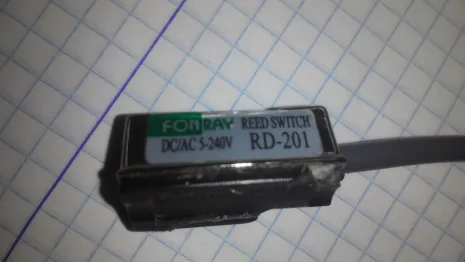 FONRAY REED SWITCH
DC/AC 5-240V RD-201